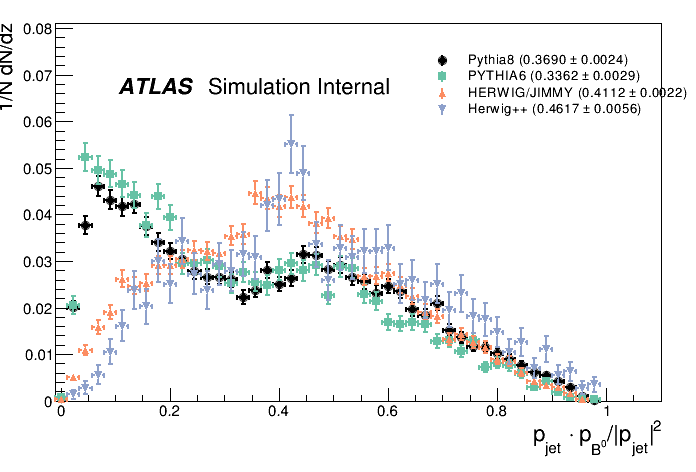 0.08
1/N dN/dz
0.07
0.06
0.05
0.04
0.03
0.02
0.01
0
ATLAS Simulation Internal
Pythia8 (0.3690 ± 0.0024)
PYTHIA6 (0.3362 ± 0.0029)
HERWIG/JIMMY (0.4112 ± 0.0022)
Herwig++ (0.4617 ± 0.0056)
0 0.2 0.4 0.6 0.8 1
p_jet · p_B⁰/|p_jet|²